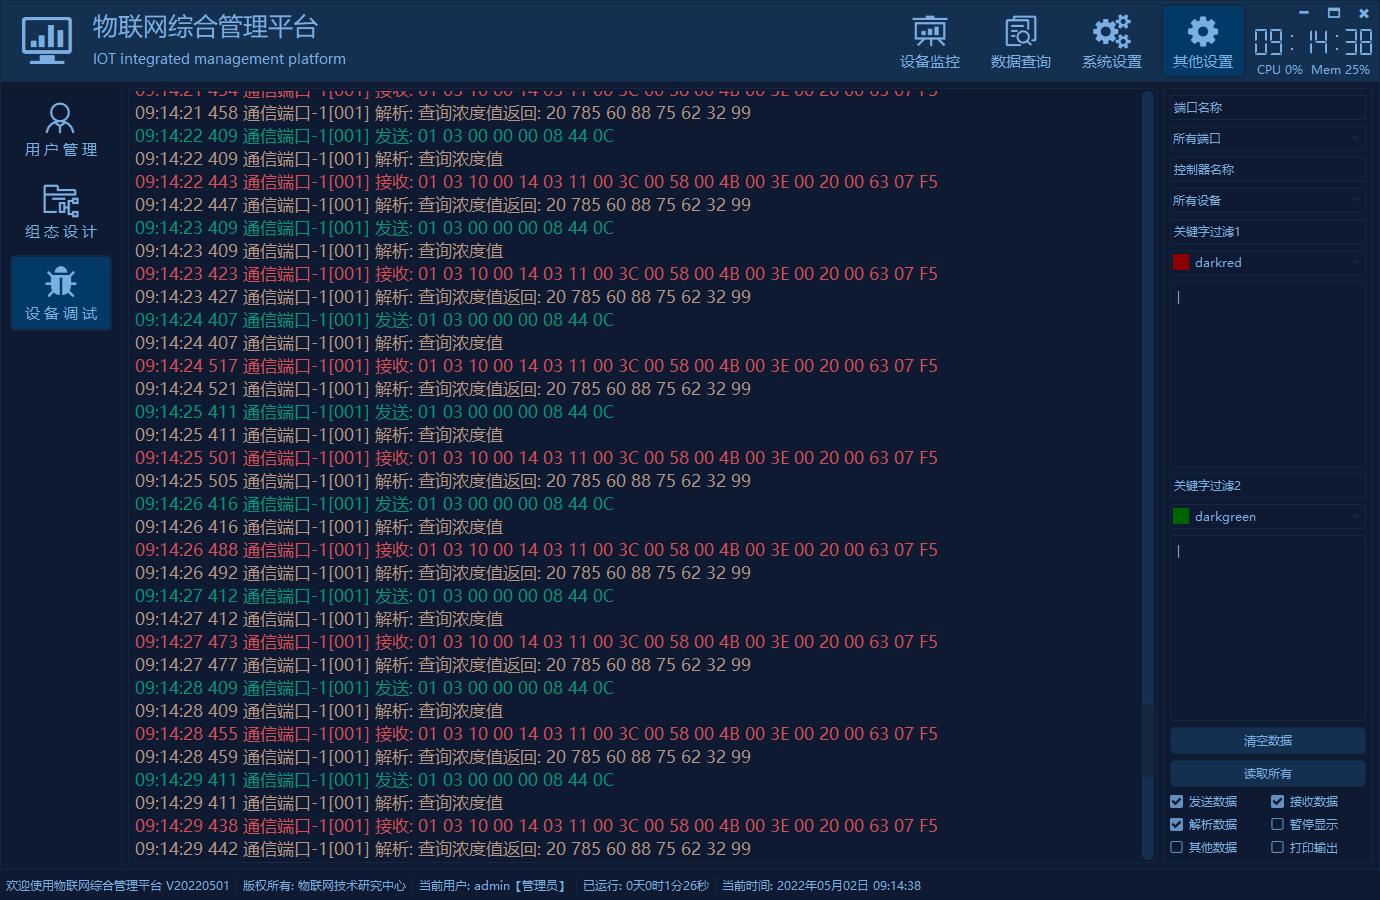 物联网综合管理平台
IOT integrated management platform
设备监控
数据查询
系统设置
其他设置
09:14:38
CPU 0% Mem 25%
用户管理
组态设计
设备调试
09:14:21 454 通信端口-1[001] 接收: 01 03 10 00 14 03 11 00 3C 00 58 00 4B 00 3E 00 20 00 63 07 F5
09:14:21 458 通信端口-1[001] 解析: 查询浓度值返回: 20 785 60 88 75 62 32 99
09:14:22 409 通信端口-1[001] 发送: 01 03 00 00 00 08 44 0C
09:14:22 409 通信端口-1[001] 解析: 查询浓度值
09:14:22 443 通信端口-1[001] 接收: 01 03 10 00 14 03 11 00 3C 00 58 00 4B 00 3E 00 20 00 63 07 F5
09:14:22 447 通信端口-1[001] 解析: 查询浓度值返回: 20 785 60 88 75 62 32 99
09:14:23 409 通信端口-1[001] 发送: 01 03 00 00 00 08 44 0C
09:14:23 409 通信端口-1[001] 解析: 查询浓度值
09:14:23 423 通信端口-1[001] 接收: 01 03 10 00 14 03 11 00 3C 00 58 00 4B 00 3E 00 20 00 63 07 F5
09:14:23 427 通信端口-1[001] 解析: 查询浓度值返回: 20 785 60 88 75 62 32 99
09:14:24 407 通信端口-1[001] 发送: 01 03 00 00 00 08 44 0C
09:14:24 407 通信端口-1[001] 解析: 查询浓度值
09:14:24 517 通信端口-1[001] 接收: 01 03 10 00 14 03 11 00 3C 00 58 00 4B 00 3E 00 20 00 63 07 F5
09:14:24 521 通信端口-1[001] 解析: 查询浓度值返回: 20 785 60 88 75 62 32 99
09:14:25 411 通信端口-1[001] 发送: 01 03 00 00 00 08 44 0C
09:14:25 411 通信端口-1[001] 解析: 查询浓度值
09:14:25 501 通信端口-1[001] 接收: 01 03 10 00 14 03 11 00 3C 00 58 00 4B 00 3E 00 20 00 63 07 F5
09:14:25 505 通信端口-1[001] 解析: 查询浓度值返回: 20 785 60 88 75 62 32 99
09:14:26 416 通信端口-1[001] 发送: 01 03 00 00 00 08 44 0C
09:14:26 416 通信端口-1[001] 解析: 查询浓度值
09:14:26 488 通信端口-1[001] 接收: 01 03 10 00 14 03 11 00 3C 00 58 00 4B 00 3E 00 20 00 63 07 F5
09:14:26 492 通信端口-1[001] 解析: 查询浓度值返回: 20 785 60 88 75 62 32 99
09:14:27 412 通信端口-1[001] 发送: 01 03 00 00 00 08 44 0C
09:14:27 412 通信端口-1[001] 解析: 查询浓度值
09:14:27 473 通信端口-1[001] 接收: 01 03 10 00 14 03 11 00 3C 00 58 00 4B 00 3E 00 20 00 63 07 F5
09:14:27 477 通信端口-1[001] 解析: 查询浓度值返回: 20 785 60 88 75 62 32 99
09:14:28 409 通信端口-1[001] 发送: 01 03 00 00 00 08 44 0C
09:14:28 409 通信端口-1[001] 解析: 查询浓度值
09:14:28 455 通信端口-1[001] 接收: 01 03 10 00 14 03 11 00 3C 00 58 00 4B 00 3E 00 20 00 63 07 F5
09:14:28 459 通信端口-1[001] 解析: 查询浓度值返回: 20 785 60 88 75 62 32 99
09:14:29 411 通信端口-1[001] 发送: 01 03 00 00 00 08 44 0C
09:14:29 411 通信端口-1[001] 解析: 查询浓度值
09:14:29 438 通信端口-1[001] 接收: 01 03 10 00 14 03 11 00 3C 00 58 00 4B 00 3E 00 20 00 63 07 F5
09:14:29 442 通信端口-1[001] 解析: 查询浓度值返回: 20 785 60 88 75 62 32 99
端口名称
所有端口
控制器名称
所有设备
关键字过滤1
darkred
关键字过滤2
darkgreen
清空数据
读取所有
发送数据 接收数据
解析数据 暂停显示
其他数据 打印输出
欢迎使用物联网综合管理平台 V20220501 版权所有: 物联网技术研究中心 当前用户: admin【管理员】 已运行: 0天0时1分26秒 当前时间: 2022年05月02日 09:14:38